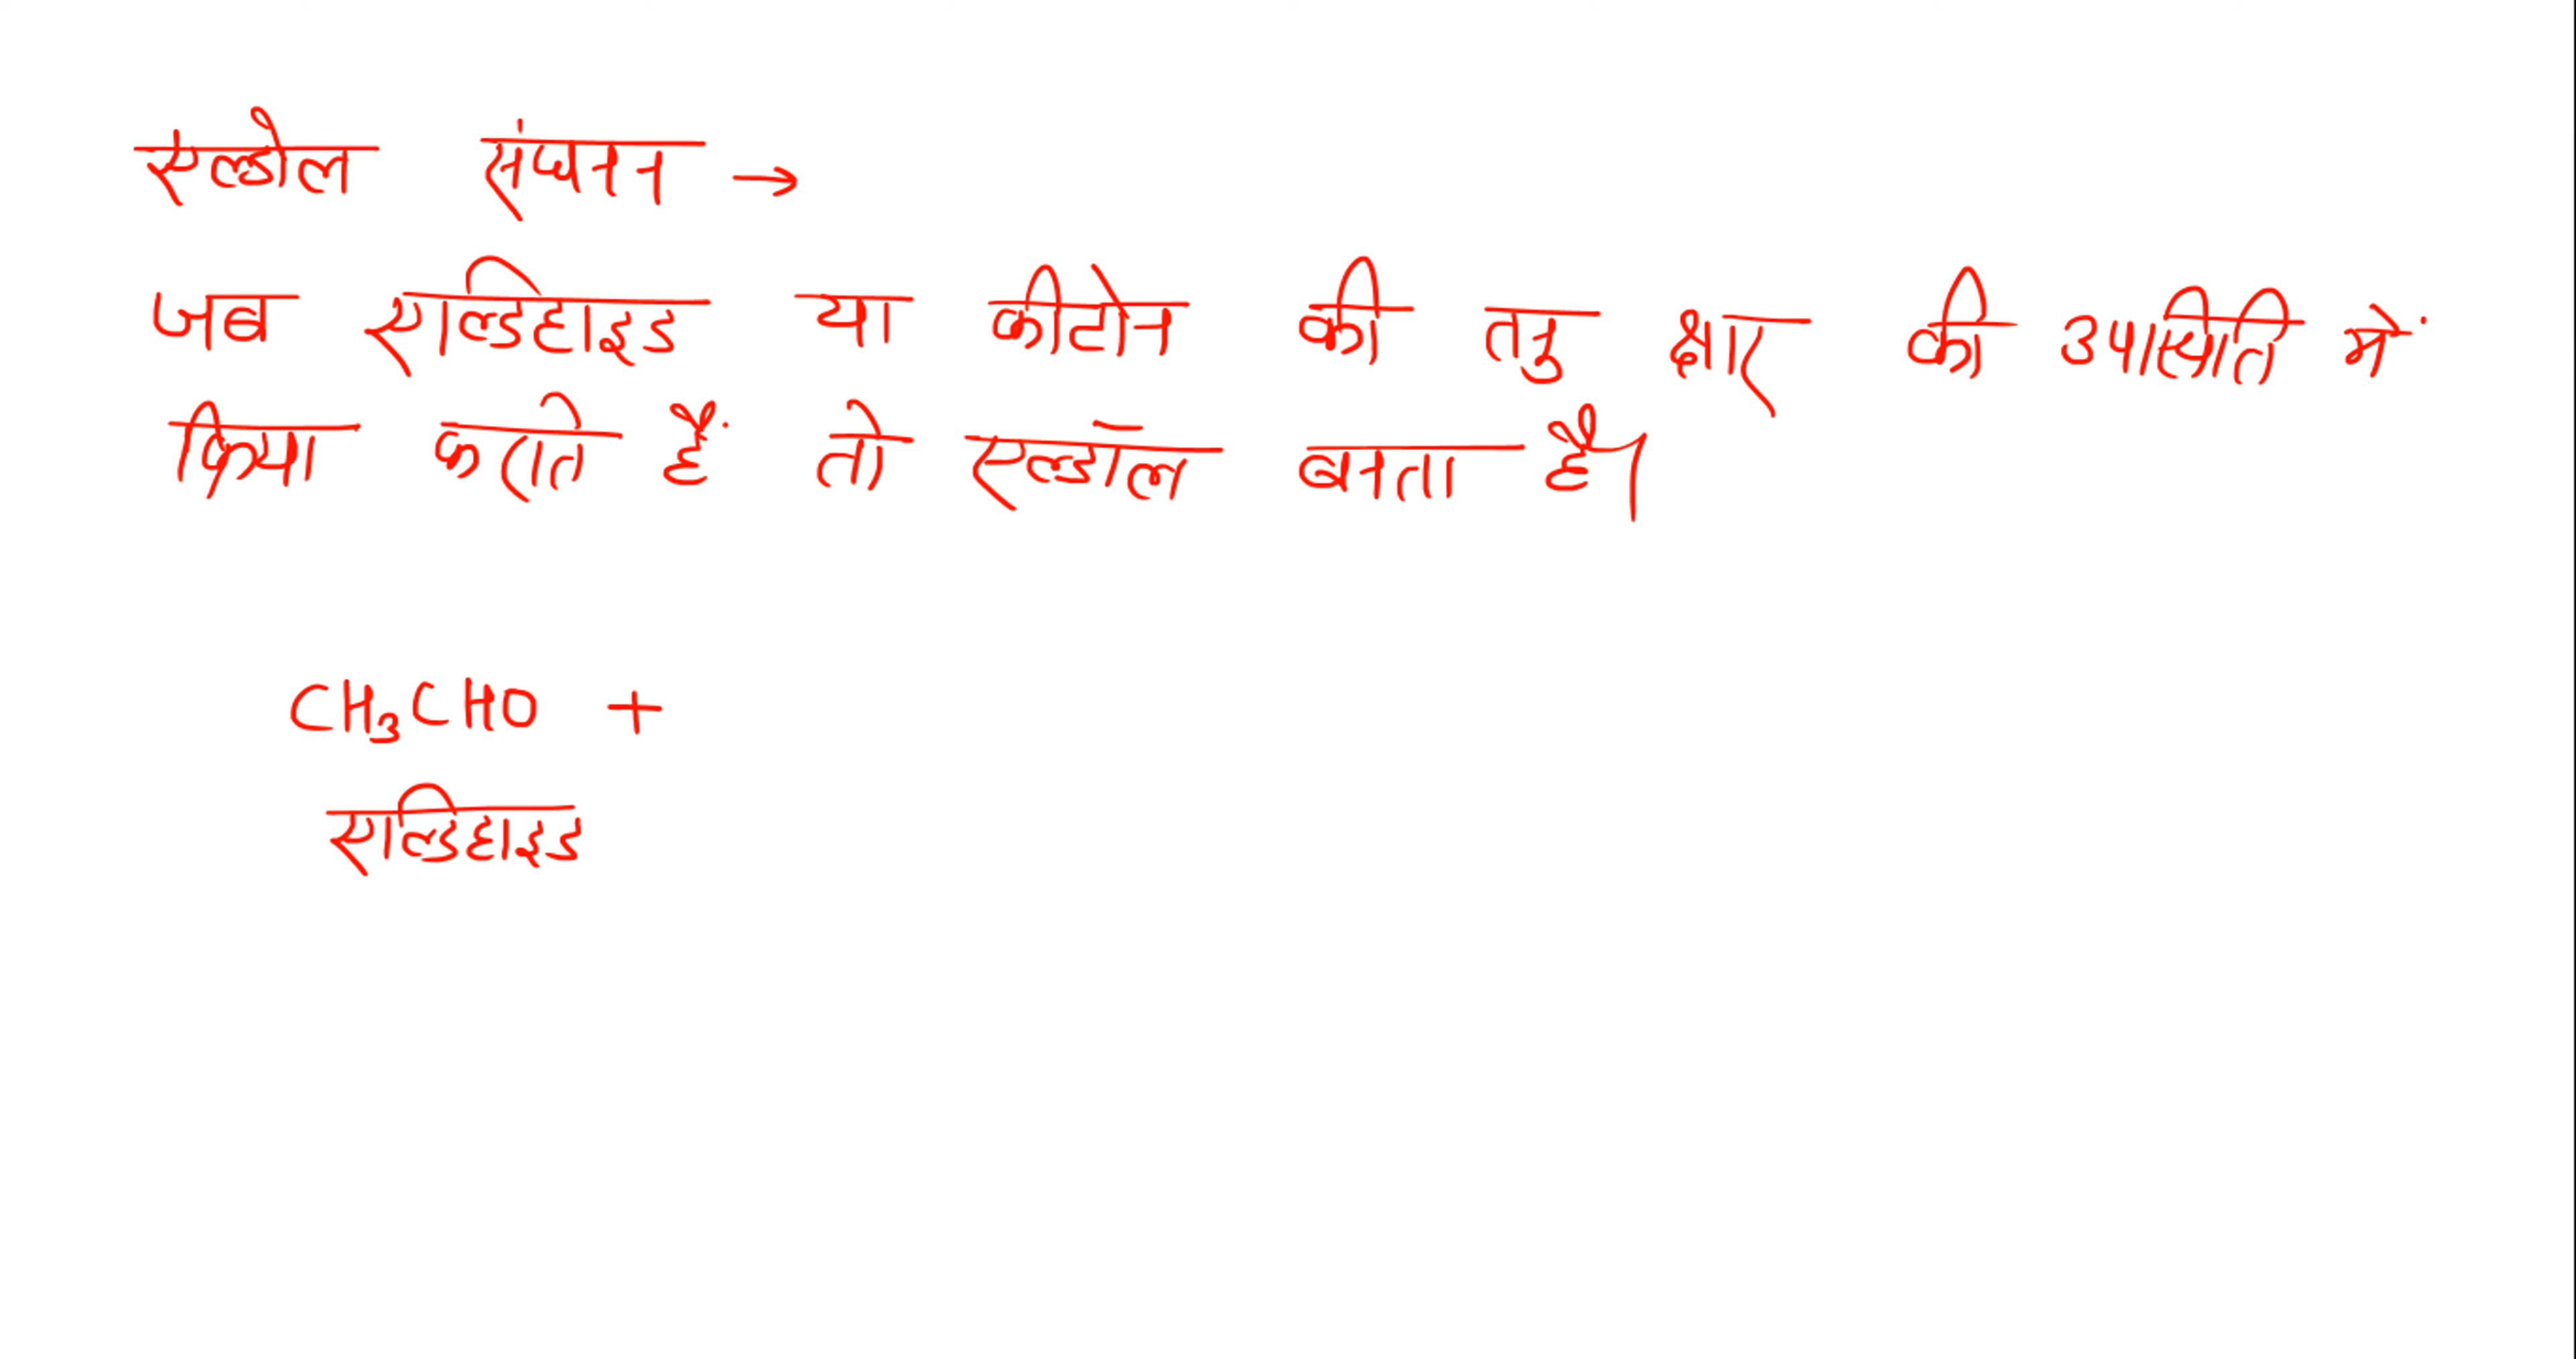 एल्डोल संघनन →
जब एल्डिहाइड या कीटोन की तनु क्षार की उपस्थिति में
क्रिया कराते हैं तो एल्डॉल बनता है।
CH₃CHO +
एल्डिहाइड